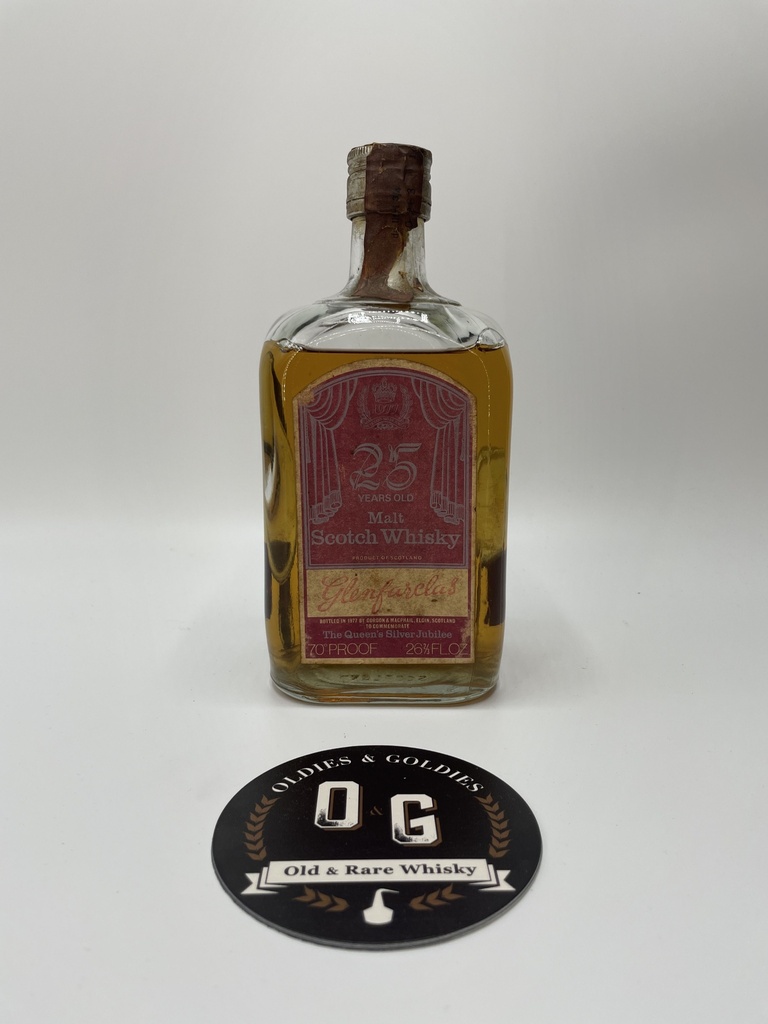 25
YEARS OLD
Malt
Scotch Whisky
PRODUCT OF SCOTLAND
Glenfarclas
BOTTLED IN 1977 BY GORDON & MACPHAIL, ELGIN, SCOTLAND
TO COMMEMORATE
The Queen's Silver Jubilee
70° PROOF 26⅔ FL OZ
OLDIES & GOLDIES
O & G
Old & Rare Whisky